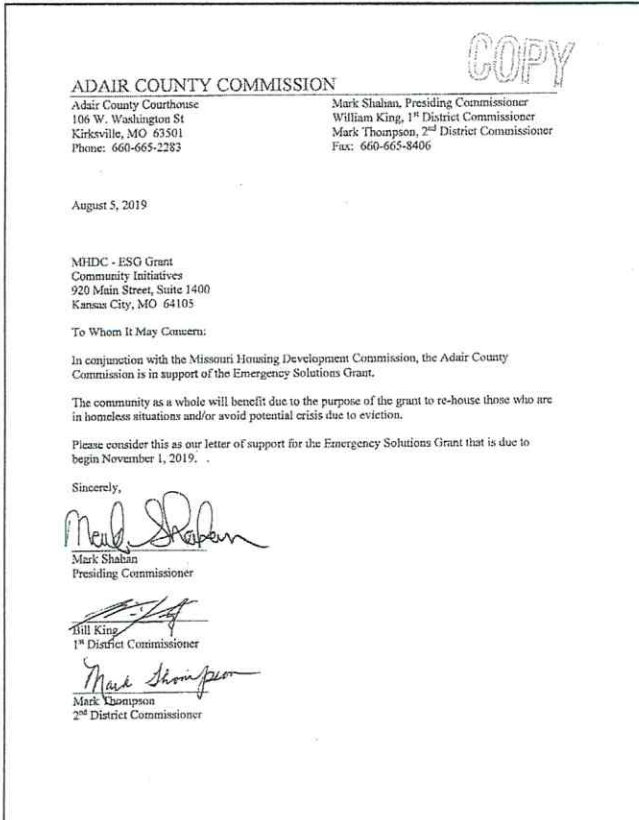 COPY
ADAIR COUNTY COMMISSION
Adair County Courthouse
106 W. Washington St
Kirksville, MO 63501
Phone: 660-665-2283
Mark Shahan, Presiding Commissioner
William King, 1st District Commissioner
Mark Thompson, 2nd District Commissioner
Fax: 660-665-8406
August 5, 2019
MHDC - ESG Grant
Community Initiatives
920 Main Street, Suite 1400
Kansas City, MO 64105
To Whom It May Concern:
In conjunction with the Missouri Housing Development Commission, the Adair County
Commission is in support of the Emergency Solutions Grant.
The community as a whole will benefit due to the purpose of the grant to re-house those who are
in homeless situations and/or avoid potential crisis due to eviction.
Please consider this as our letter of support for the Emergency Solutions Grant that is due to
begin November 1, 2019. .
Sincerely,
Mark Shahan
Presiding Commissioner
Bill King
1st District Commissioner
Mark Thompson
Mark Thompson
2nd District Commissioner